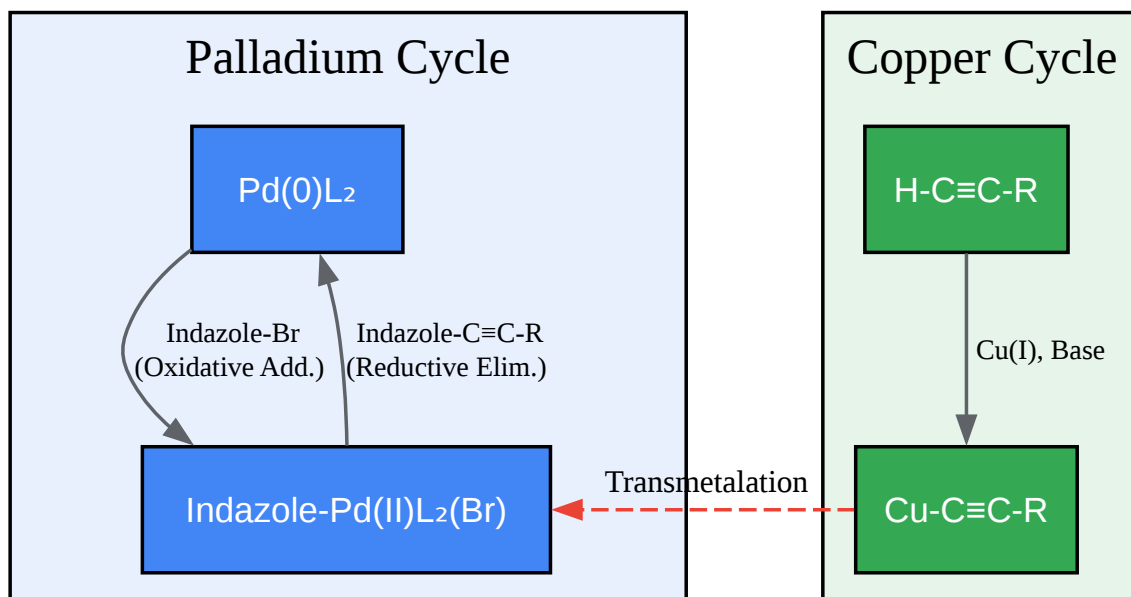 Palladium Cycle
Pd(0)L₂
Indazole-Br
(Oxidative Add.)
Indazole-C≡C-R
(Reductive Elim.)
Indazole-Pd(II)L₂(Br)
Transmetalation
Copper Cycle
H-C≡C-R
Cu(I), Base
Cu-C≡C-R